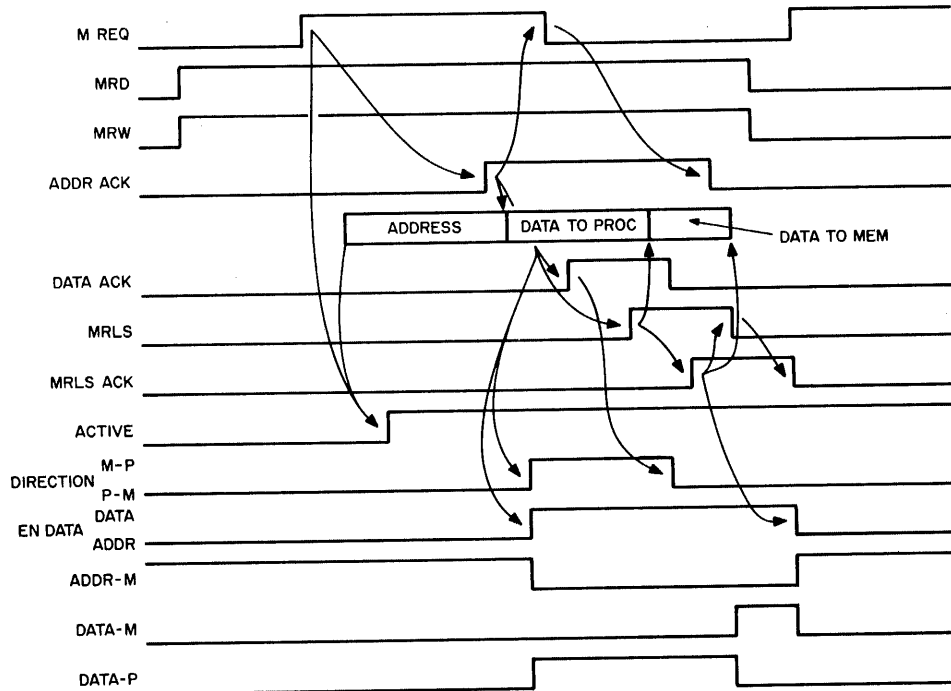 M REQ
MRD
MRW
ADDR ACK
ADDRESS
DATA TO PROC
DATA TO MEM
DATA ACK
MRLS
MRLS ACK
ACTIVE
DIRECTION
M-P
P-M
EN DATA
DATA
ADDR
ADDR-M
DATA-M
DATA-P